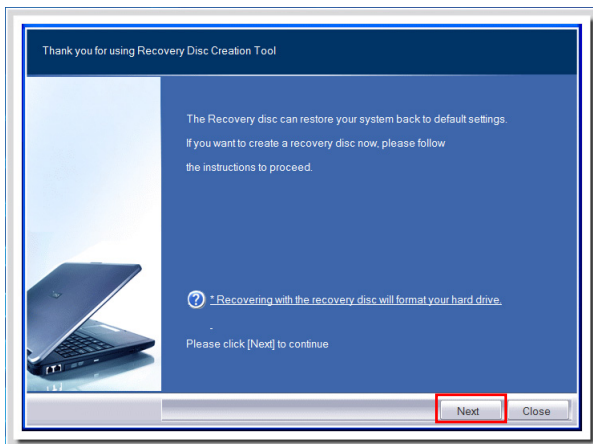 Thank you for using Recovery Disc Creation Tool
The Recovery disc can restore your system back to default settings.
If you want to create a recovery disc now, please follow
the instructions to proceed.
* Recovering with the recovery disc will format your hard drive.
-
Please click [Next] to continue
Next Close